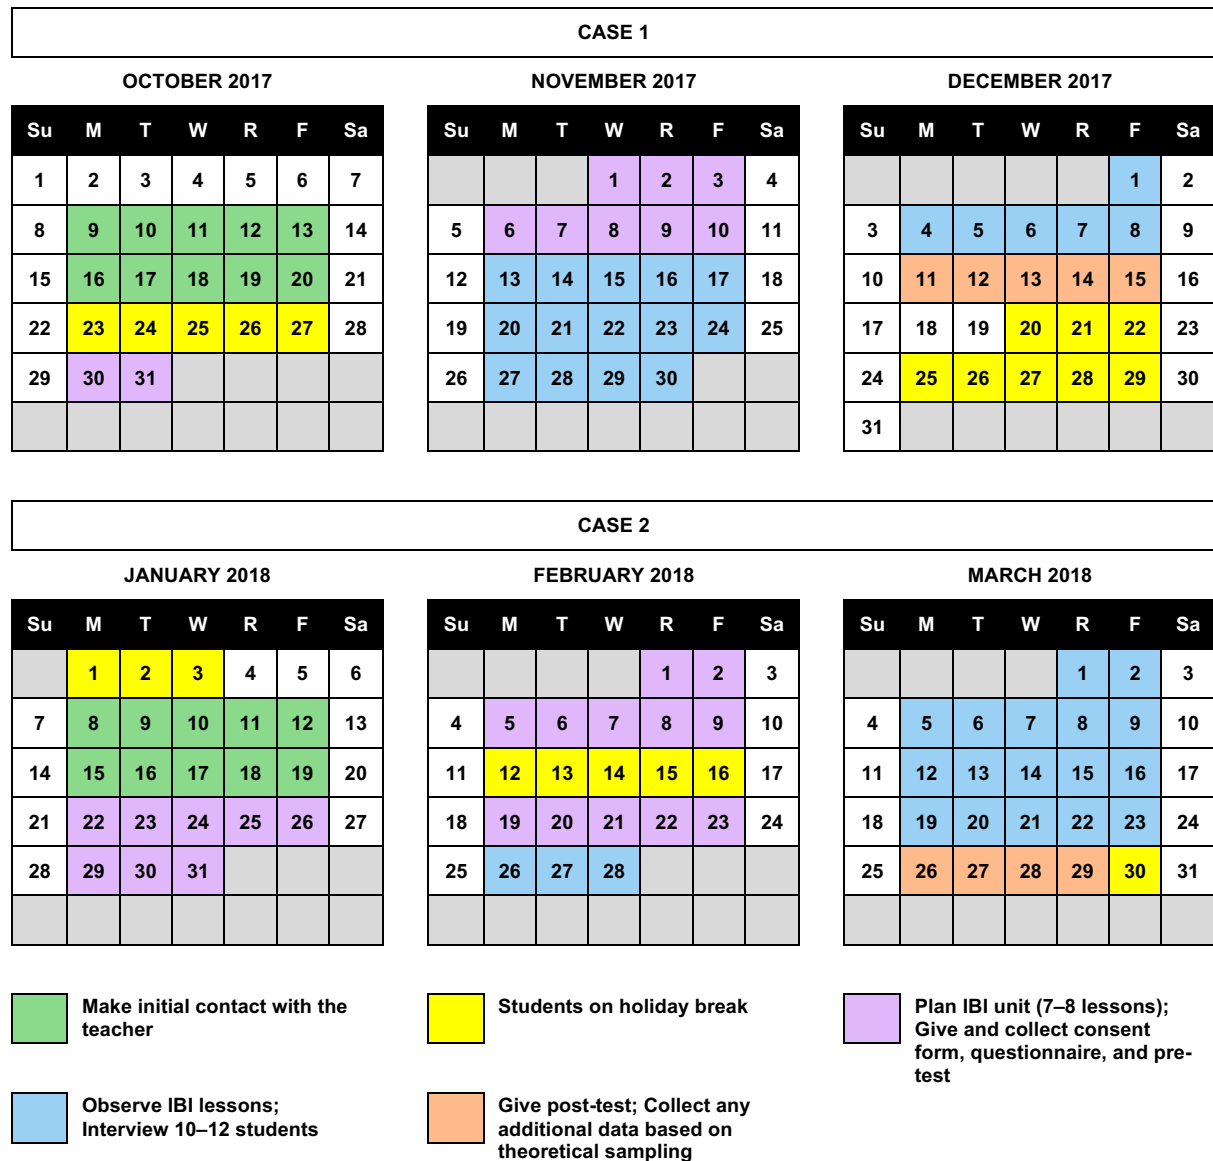 CASE 1
OCTOBER 2017
NOVEMBER 2017
DECEMBER 2017
Su M T W R F Sa
Su M T W R F Sa
Su M T W R F Sa
1 2 3 4 5 6 7
1 2 3 4
1 2
8 9 10 11 12 13 14
5 6 7 8 9 10 11
3 4 5 6 7 8 9
15 16 17 18 19 20 21
12 13 14 15 16 17 18
10 11 12 13 14 15 16
22 23 24 25 26 27 28
19 20 21 22 23 24 25
17 18 19 20 21 22 23
29 30 31
26 27 28 29 30
24 25 26 27 28 29 30
31
CASE 2
JANUARY 2018
FEBRUARY 2018
MARCH 2018
Su M T W R F Sa
Su M T W R F Sa
Su M T W R F Sa
1 2 3 4 5 6
1 2 3
1 2 3
7 8 9 10 11 12 13
4 5 6 7 8 9 10
4 5 6 7 8 9 10
14 15 16 17 18 19 20
11 12 13 14 15 16 17
11 12 13 14 15 16 17
21 22 23 24 25 26 27
18 19 20 21 22 23 24
18 19 20 21 22 23 24
28 29 30 31
25 26 27 28
25 26 27 28 29 30 31
Make initial contact with the
teacher
Students on holiday break
Plan IBI unit (7–8 lessons);
Give and collect consent
form, questionnaire, and pre-
test
Observe IBI lessons;
Interview 10–12 students
Give post-test; Collect any
additional data based on
theoretical sampling